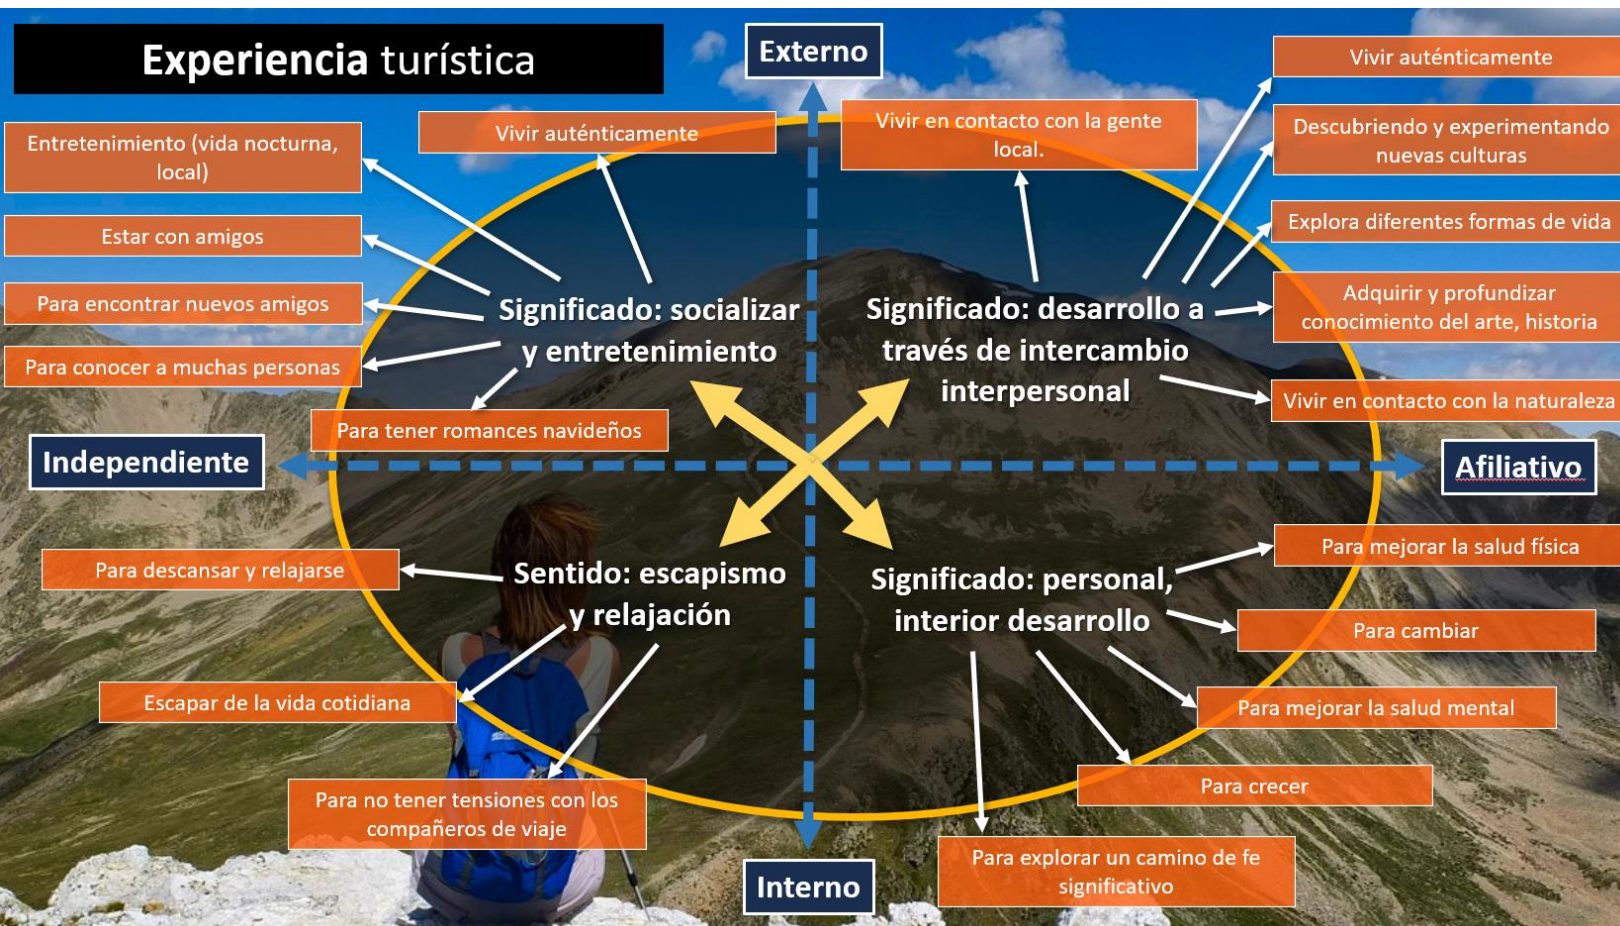 Experiencia turística
Externo
Vivir auténticamente
Entretenimiento (vida nocturna,
local)
Vivir auténticamente
Vivir en contacto con la gente
local.
Descubriendo y experimentando
nuevas culturas
Estar con amigos
Explora diferentes formas de vida
Para encontrar nuevos amigos
Significado: socializar
y entretenimiento
Significado: desarrollo a
través de intercambio
interpersonal
Adquirir y profundizar
conocimiento del arte, historia
Para conocer a muchas personas
Vivir en contacto con la naturaleza
Para tener romances navideños
Independiente
Afiliativo
Para descansar y relajarse
Sentido: escapismo
y relajación
Significado: personal,
interior desarrollo
Para mejorar la salud física
Para cambiar
Escapar de la vida cotidiana
Para mejorar la salud mental
Para no tener tensiones con los
compañeros de viaje
Para crecer
Para explorar un camino de fe
significativo
Interno